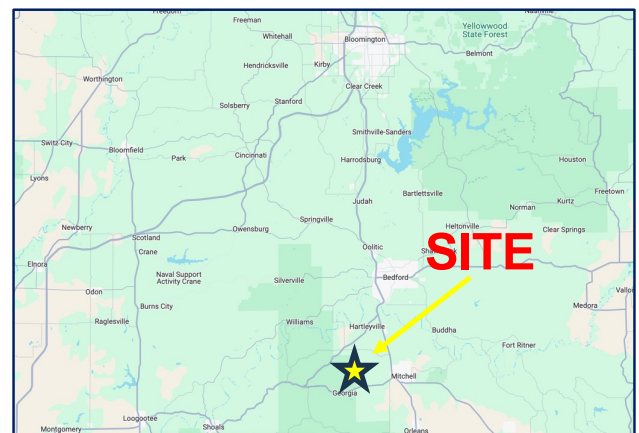 Freeman
Whitehall
Bloomington
Yellowwood
State Forest
Belmont
Hendricksville
Kirby
Worthington
Clear Creek
Stanford
Solsberry
Smithville-Sanders
Switz City
Bloomfield
Park
Cincinnati
Harrodsburg
Houston
Lyons
Bartlettsville
Freetown
Judah
Norman
Kurtz
Springville
Heltonville
Newberry
Owensburg
Clear Springs
Scotland
Oolitic
SITE
Crane
Elnora
Naval Support
Activity Crane
Bedford
Silverville
Odon
Medora
Burns City
Raglesville
Williams
Hartleyville
Buddha
Fort Ritner
Mitchell
Georgia
Loogootee
Shoals
Montgomery
Orleans